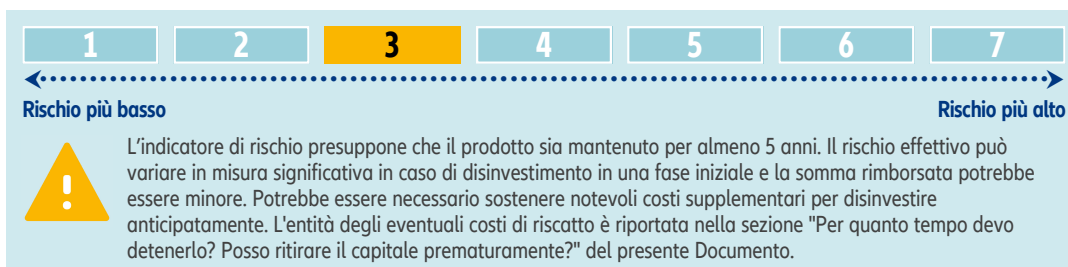 1 2 3 4 5 6 7
Rischio più basso Rischio più alto
L'indicatore di rischio presuppone che il prodotto sia mantenuto per almeno 5 anni. Il rischio effettivo può
variare in misura significativa in caso di disinvestimento in una fase iniziale e la somma rimborsata potrebbe
essere minore. Potrebbe essere necessario sostenere notevoli costi supplementari per disinvestire
anticipatamente. L'entità degli eventuali costi di riscatto è riportata nella sezione "Per quanto tempo devo
detenerlo? Posso ritirare il capitale prematuramente?" del presente Documento.